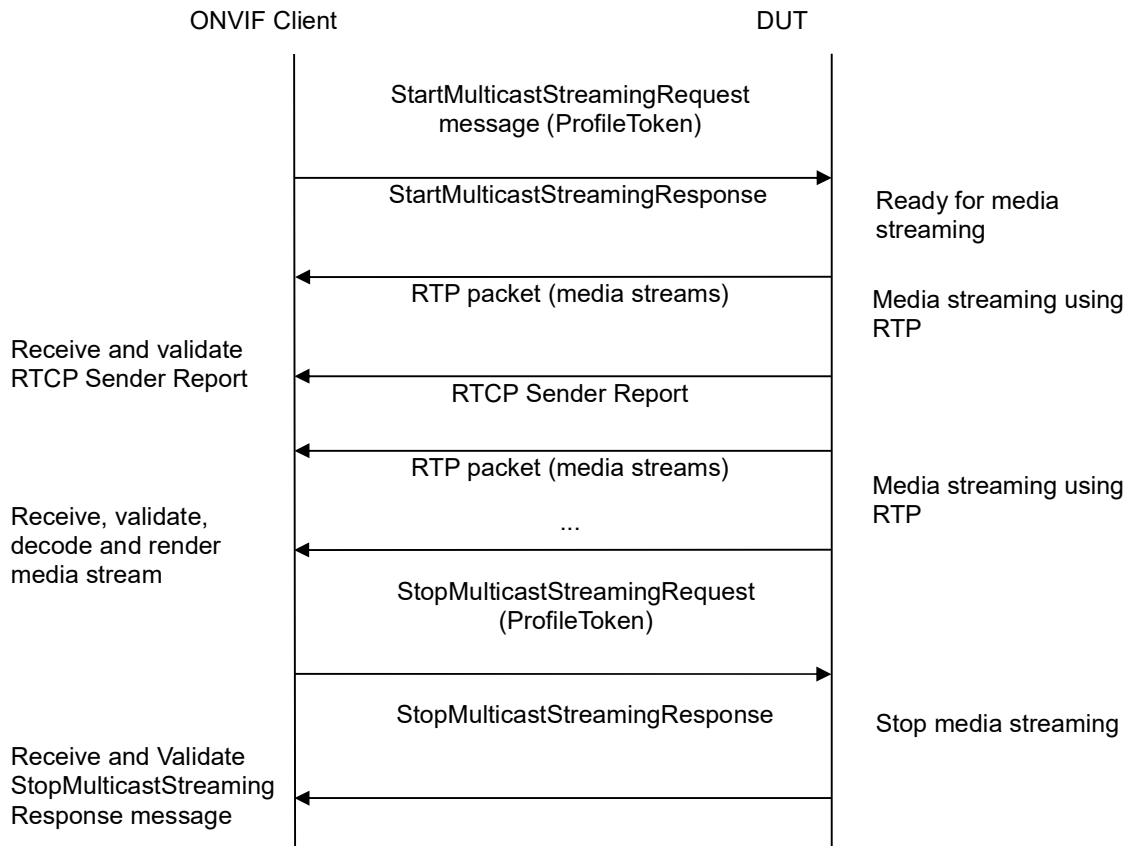 ONVIF Client
DUT
StartMulticastStreamingRequest
message (ProfileToken)
StartMulticastStreamingResponse
Ready for media
streaming
RTP packet (media streams)
Media streaming using
RTP
Receive and validate
RTCP Sender Report
RTCP Sender Report
RTP packet (media streams)
Media streaming using
RTP
Receive, validate,
decode and render
media stream
...
StopMulticastStreamingRequest
(ProfileToken)
StopMulticastStreamingResponse
Stop media streaming
Receive and Validate
StopMulticastStreaming
Response message